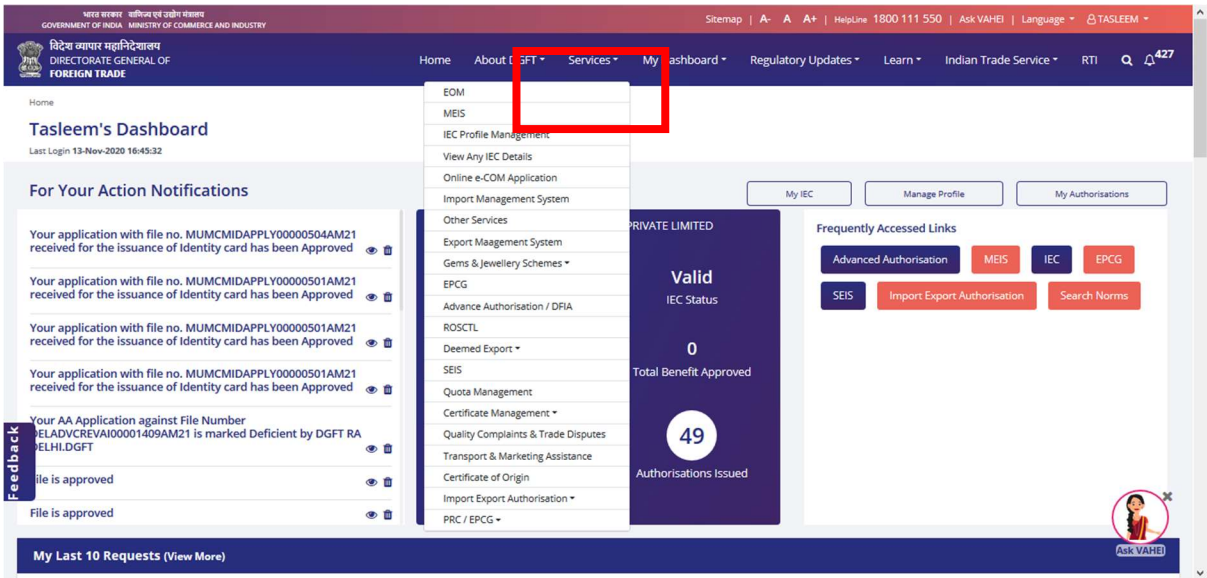 भारत सरकार वाणिज्य एवं उद्योग मंत्रालय
GOVERNMENT OF INDIA MINISTRY OF COMMERCE AND INDUSTRY
Sitemap | A- A A+ | HelpLine 1800 111 550 | Ask VAHEI | Language TASLEEM
विदेश व्यापार महानिदेशालय
DIRECTORATE GENERAL OF
FOREIGN TRADE
Home About DGFT Services My Dashboard Regulatory Updates Learn Indian Trade Service RTI 427
Home
Tasleem's Dashboard
Last Login 13-Nov-2020 16:45:32
EOM
MEIS
IEC Profile Management
View Any IEC Details
Online e-COM Application
Import Management System
Other Services
Export Maagement System
Gems & Jewellery Schemes
EPCG
Advance Authorisation / DFIA
ROSCTL
Deemed Export
SEIS
Quota Management
Certificate Management
Quality Complaints & Trade Disputes
Transport & Marketing Assistance
Certificate of Origin
Import Export Authorisation
PRC / EPCG
For Your Action Notifications
My IEC
Manage Profile
My Authorisations
Your application with file no. MUMCMIDAPPLY00000504AM21
received for the issuance of Identity card has been Approved
Your application with file no. MUMCMIDAPPLY00000501AM21
received for the issuance of Identity card has been Approved
Your application with file no. MUMCMIDAPPLY00000501AM21
received for the issuance of Identity card has been Approved
Your application with file no. MUMCMIDAPPLY00000501AM21
received for the issuance of Identity card has been Approved
Your AA Application against File Number
DELADVCREVAI00001409AM21 is marked Deficient by DGFT RA
DELHI.DGFT
File is approved
File is approved
Feedback
PRIVATE LIMITED
Valid
IEC Status
0
Total Benefit Approved
49
Authorisations Issued
Frequently Accessed Links
Advanced Authorisation MEIS IEC EPCG
SEIS Import Export Authorisation Search Norms
Ask VAHEI
My Last 10 Requests (View More)